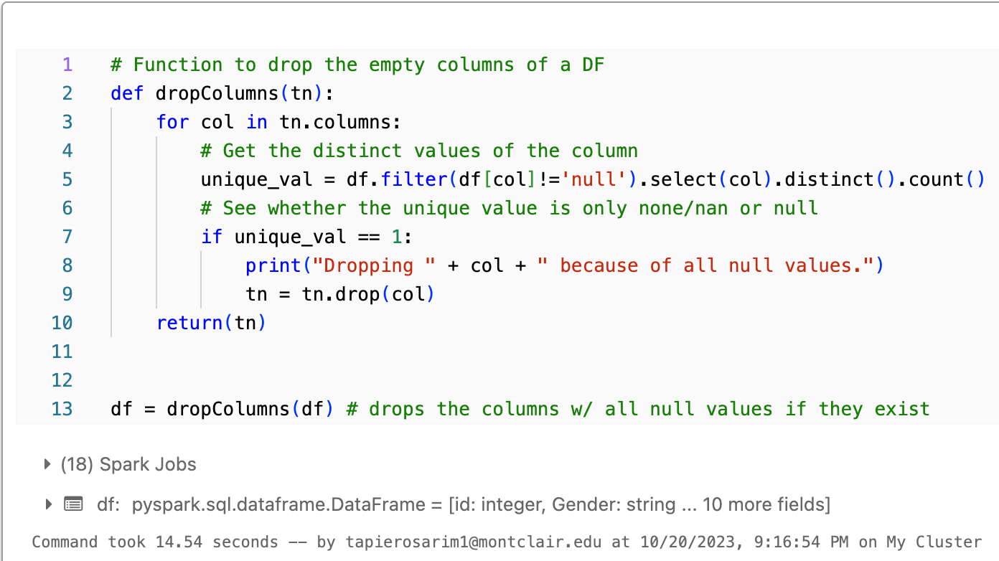 1 # Function to drop the empty columns of a DF
2 def dropColumns(tn):
3 for col in tn.columns:
4 # Get the distinct values of the column
5 unique_val = df.filter(df[col]!='null').select(col).distinct().count()
6 # See whether the unique value is only none/nan or null
7 if unique_val == 1:
8 print("Dropping " + col + " because of all null values.")
9 tn = tn.drop(col)
10 return(tn)
11
12
13 df = dropColumns(df) # drops the columns w/ all null values if they exist
(18) Spark Jobs
df: pyspark.sql.dataframe.DataFrame = [id: integer, Gender: string ... 10 more fields]
Command took 14.54 seconds -- by tapierosarim1@montclair.edu at 10/20/2023, 9:16:54 PM on My Cluster